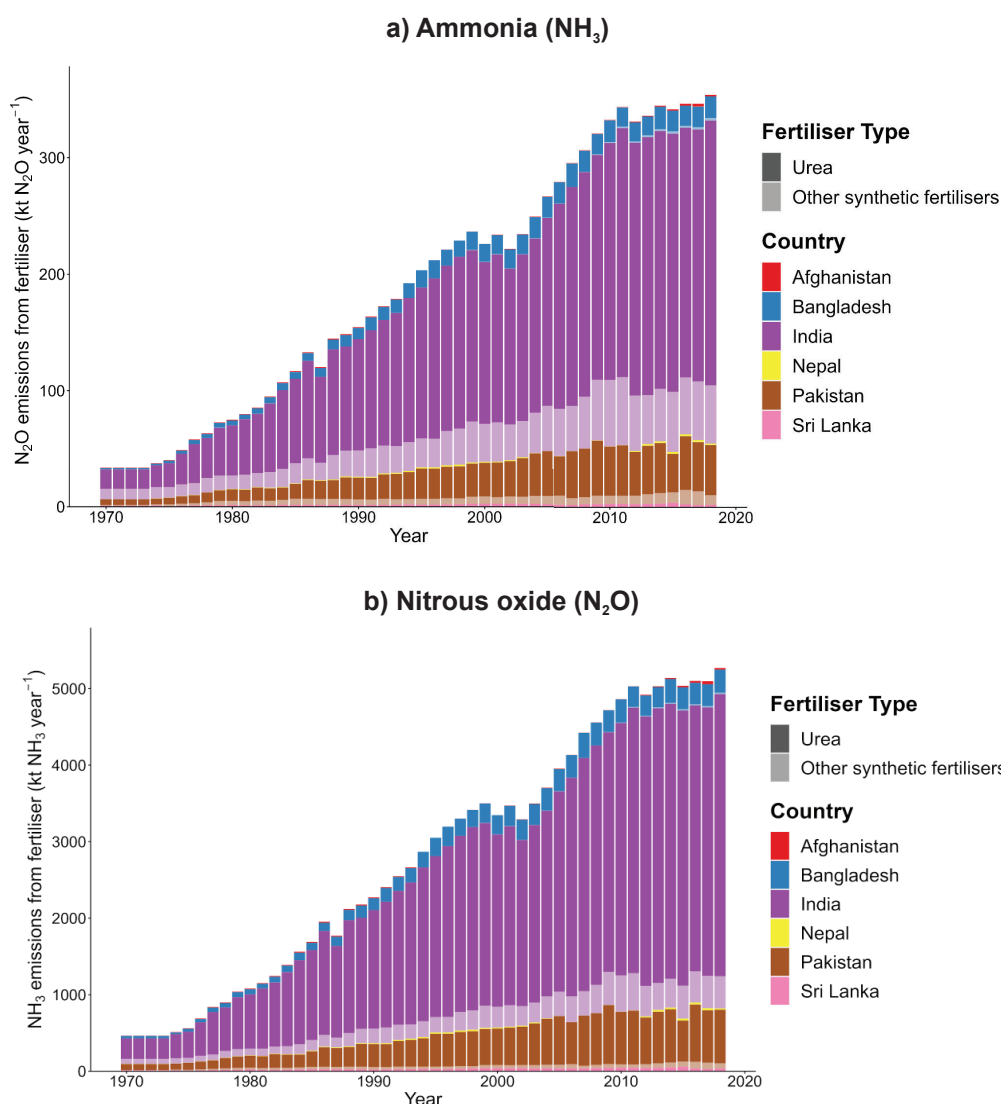 a) Ammonia (NH₃)
N₂O emissions from fertiliser (kt N₂O year⁻¹)
300
200
100
0
1970
1980
1990
2000
2010
2020
Year
Fertiliser Type
Urea
Other synthetic fertilisers
Country
Afghanistan
Bangladesh
India
Nepal
Pakistan
Sri Lanka
b) Nitrous oxide (N₂O)
NH₃ emissions from fertiliser (kt NH₃ year⁻¹)
5000
4000
3000
2000
1000
0
1970
1980
1990
2000
2010
2020
Year
Fertiliser Type
Urea
Other synthetic fertilisers
Country
Afghanistan
Bangladesh
India
Nepal
Pakistan
Sri Lanka